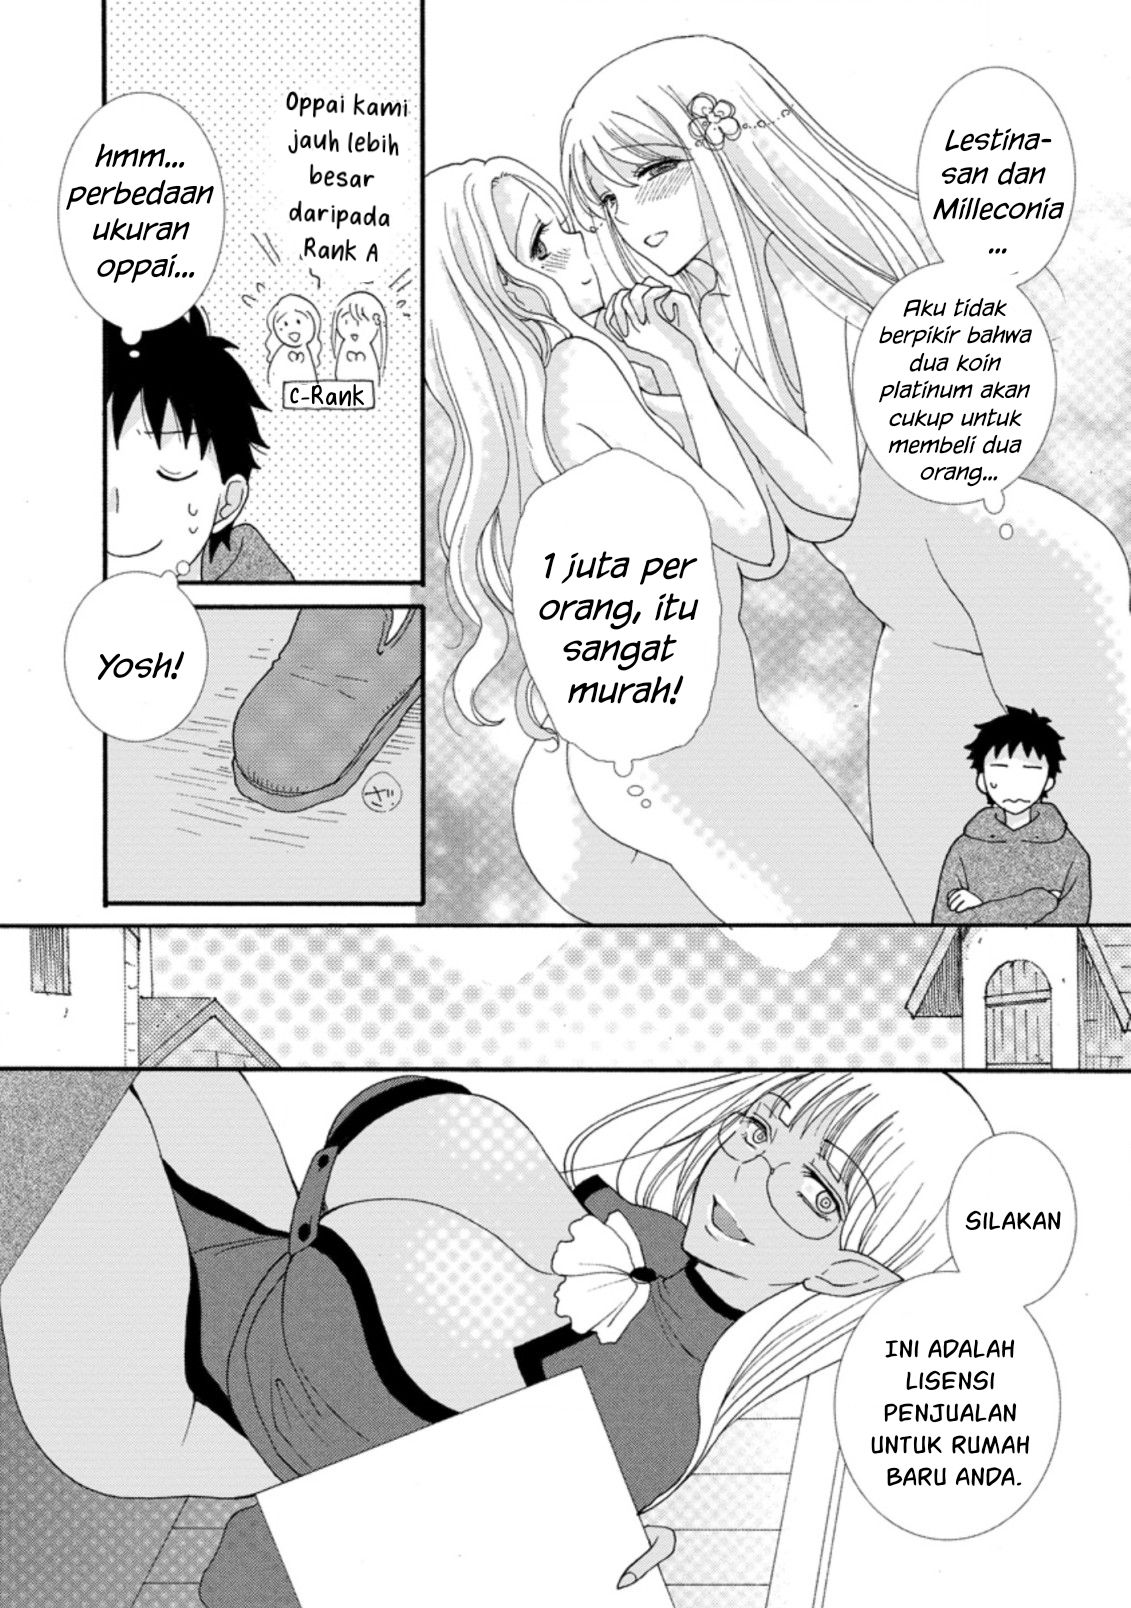 Lestina-
san dan
Milleconia
...
Aku tidak
berpikir bahwa
dua koin
platinum akan
cukup untuk
membeli dua
orang...
1 juta per
orang, itu
sangat
murah!
Oppai kami
jauh lebih
besar
daripada
Rank A
C-Rank
hmm...
perbedaan
ukuran
oppai...
Yosh!
ざ
SILAKAN
INI ADALAH
LISENSI
PENJUALAN
UNTUK RUMAH
BARU ANDA.